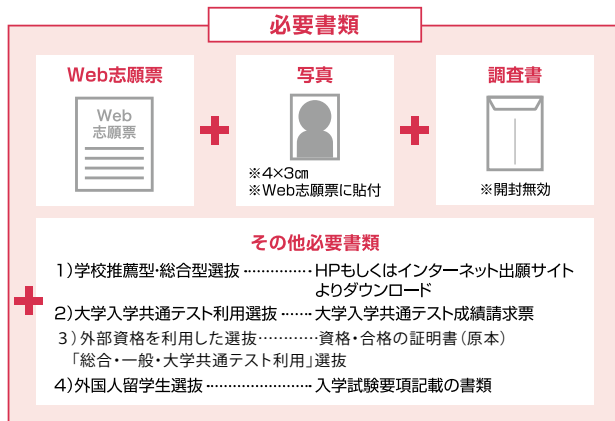 必要書類
Web志願票
Web
志願票
写真
※4×3㎝
※Web志願票に貼付
調査書
※開封無効
その他必要書類
1)学校推薦型・総合型選抜 ・・・・・・・・・・・・・ HPもしくはインターネット出願サイト
よりダウンロード
2)大学入学共通テスト利用選抜 ・・・・・・ 大学入学共通テスト成績請求票
3)外部資格を利用した選抜・・・・・・・・・・・資格・合格の証明書(原本)
「総合・一般・大学共通テスト利用」選抜
4)外国人留学生選抜 ・・・・・・・・・・・・・・・・・・・・ 入学試験要項記載の書類